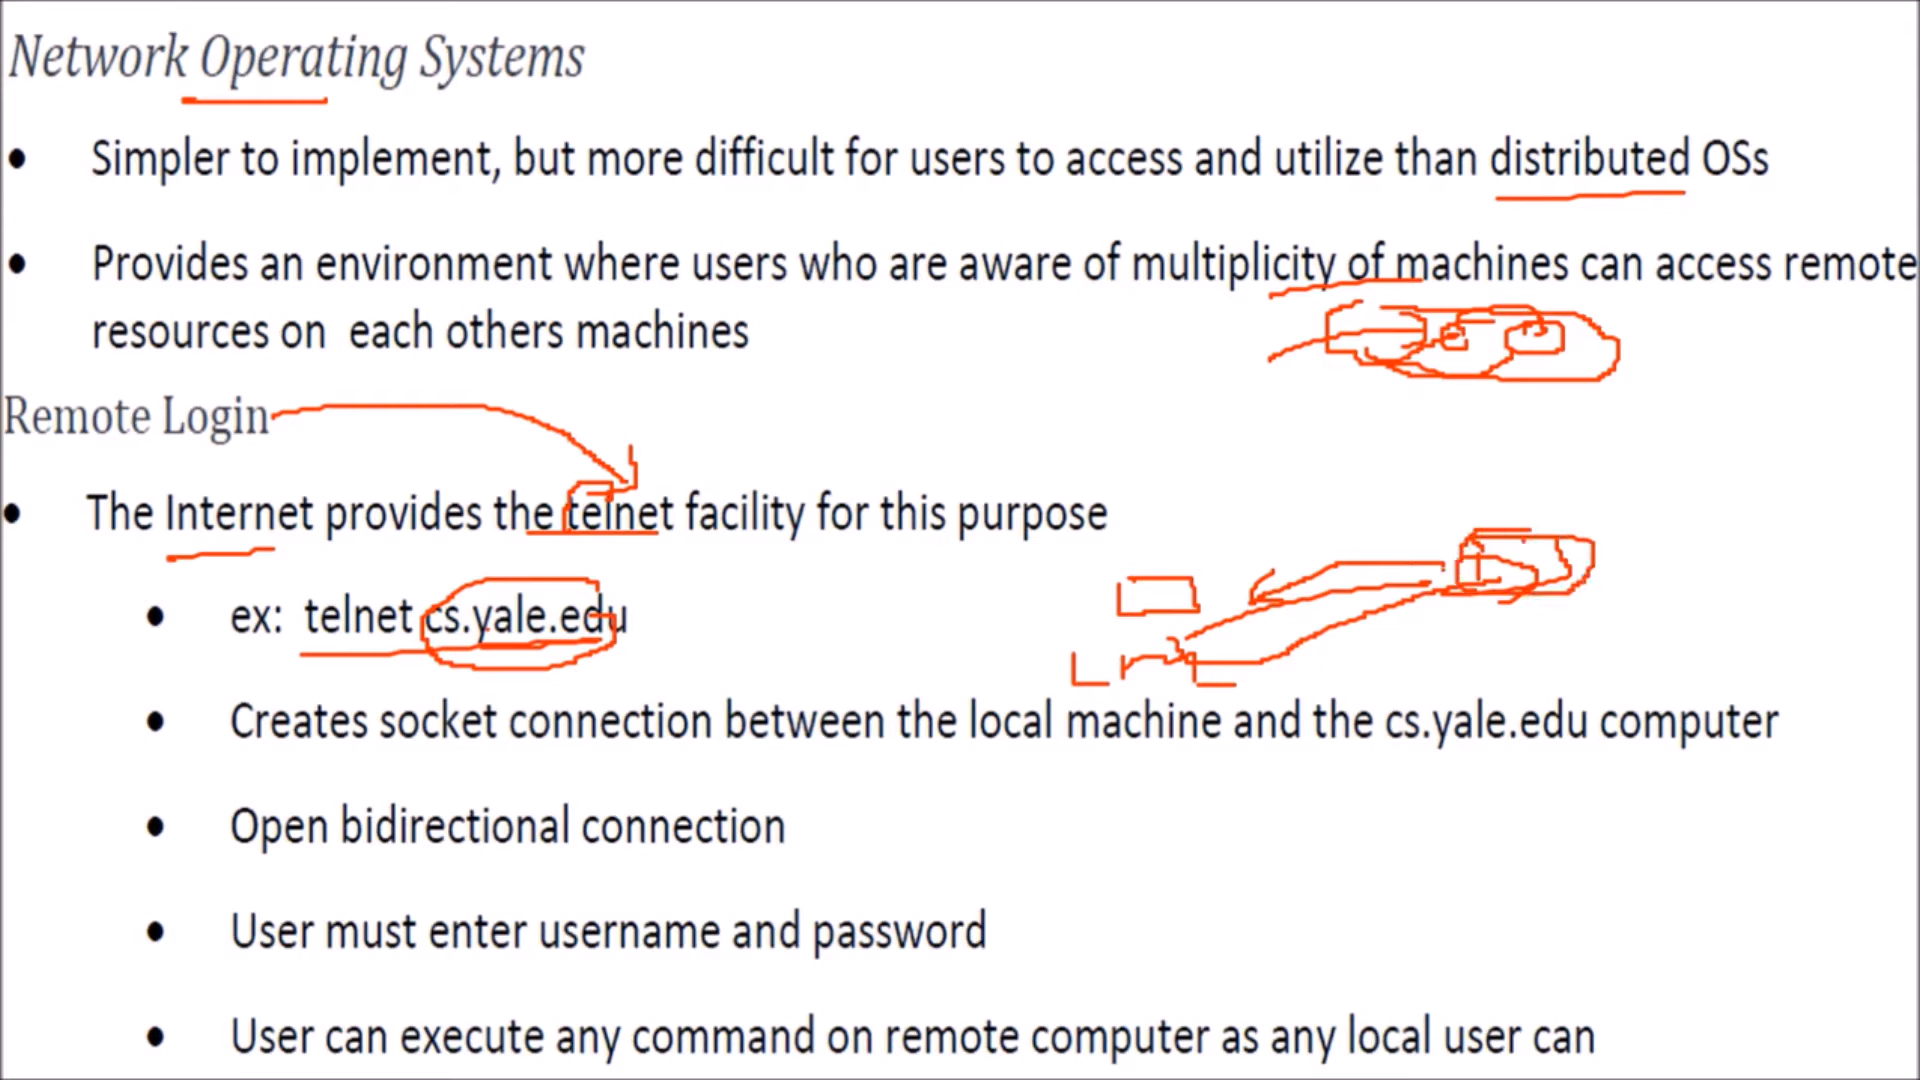 Network Operating Systems
• Simpler to implement, but more difficult for users to access and utilize than distributed OSs
• Provides an environment where users who are aware of multiplicity of machines can access remote
resources on each others machines
Remote Login
• The Internet provides the telnet facility for this purpose
• ex: telnet cs.yale.edu
• Creates socket connection between the local machine and the cs.yale.edu computer
• Open bidirectional connection
• User must enter username and password
• User can execute any command on remote computer as any local user can